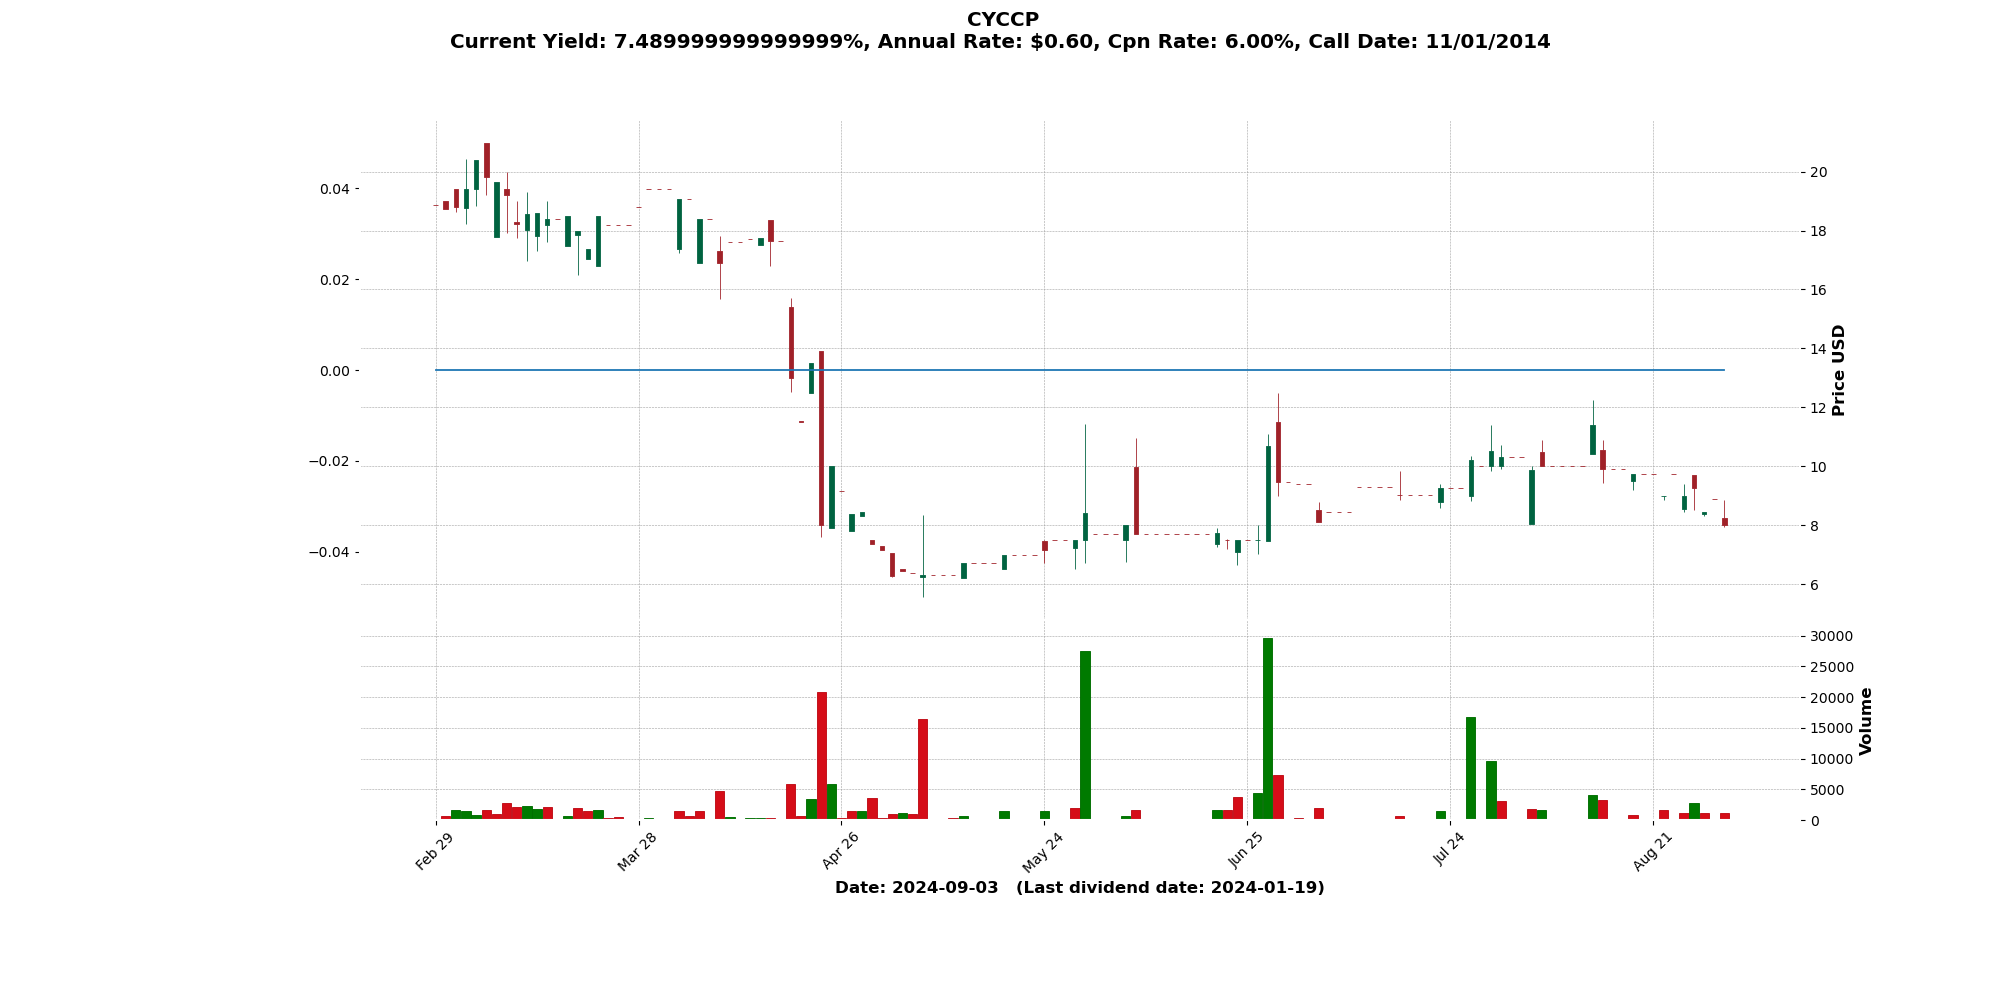 CYCCP
Current Yield: 7.489999999999999%, Annual Rate: $0.60, Cpn Rate: 6.00%, Call Date: 11/01/2014
0.04
0.02
0.00
−0.02
−0.04
20
18
16
14
12
10
8
6
Price USD
30000
25000
20000
15000
10000
5000
0
Volume
Feb 29
Mar 28
Apr 26
May 24
Jun 25
Jul 24
Aug 21
Date: 2024-09-03   (Last dividend date: 2024-01-19)